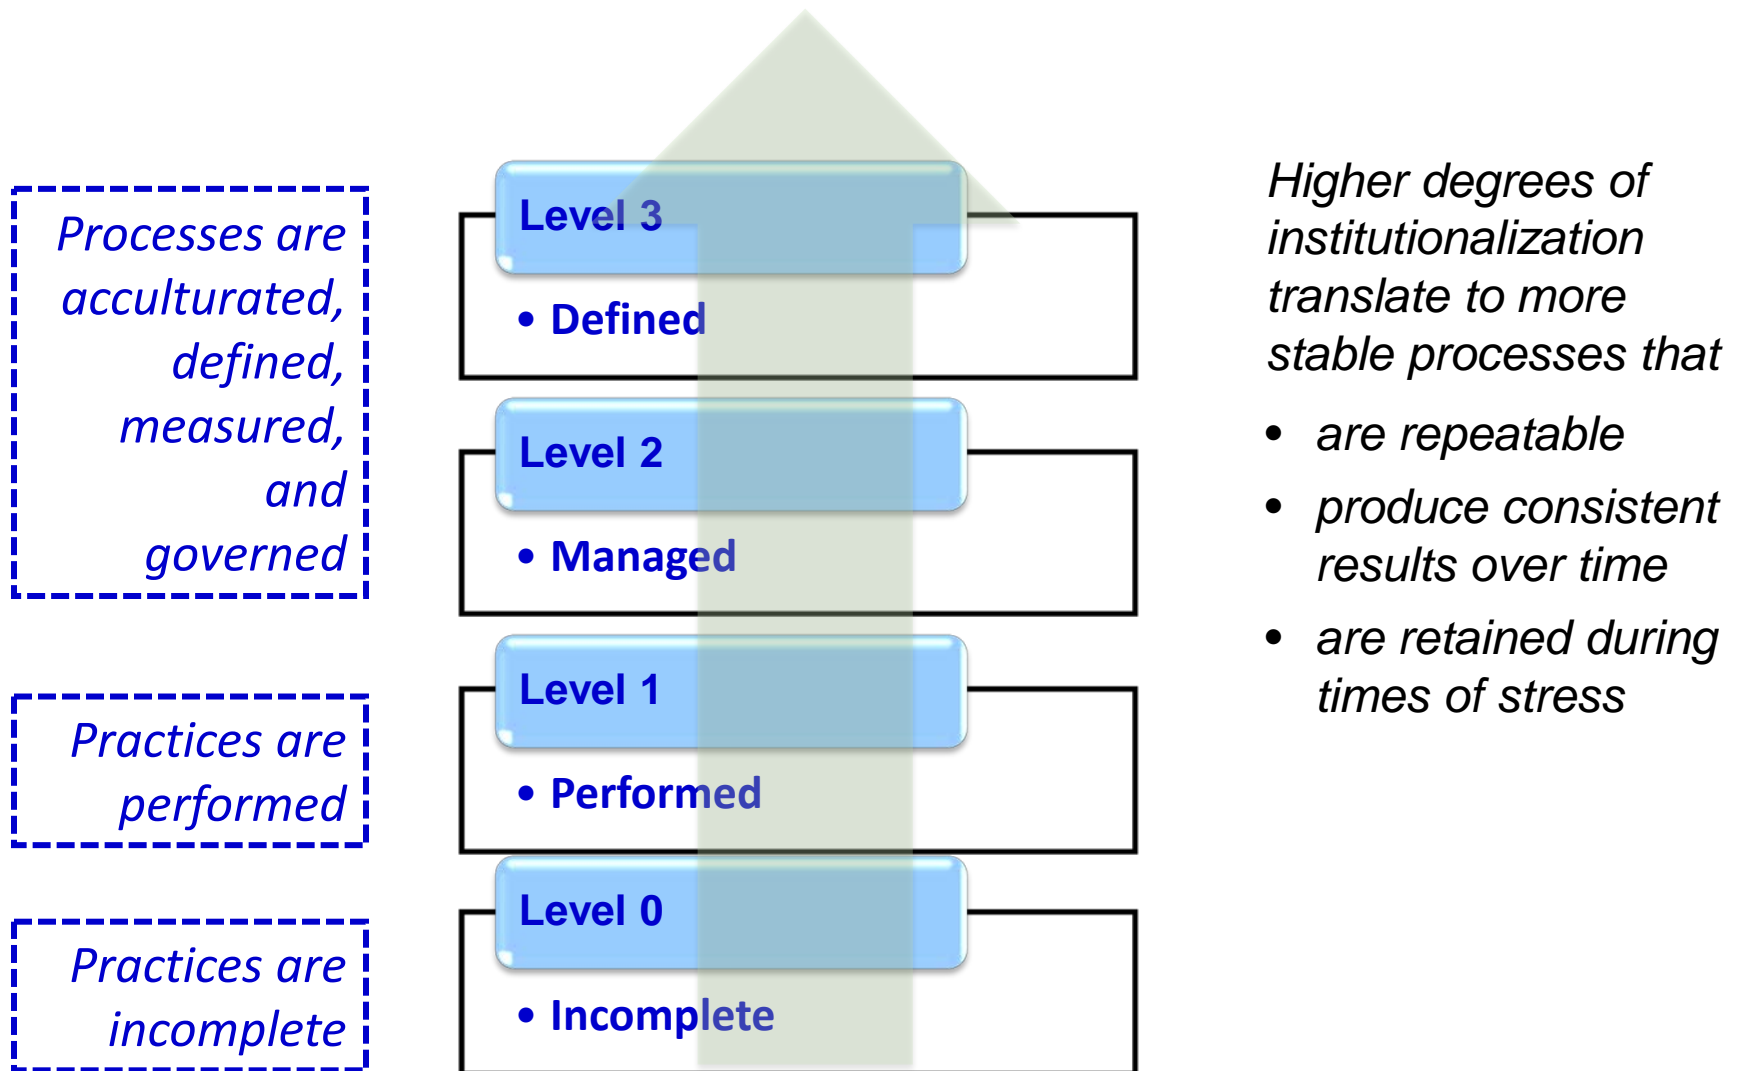 Processes are
acculturated,
defined,
measured,
and
governed
Practices are
performed
Practices are
incomplete
Level 3
• Defined
Level 2
• Managed
Level 1
• Performed
Level 0
• Incomplete
Higher degrees of
institutionalization
translate to more
stable processes that
• are repeatable
• produce consistent
results over time
• are retained during
times of stress